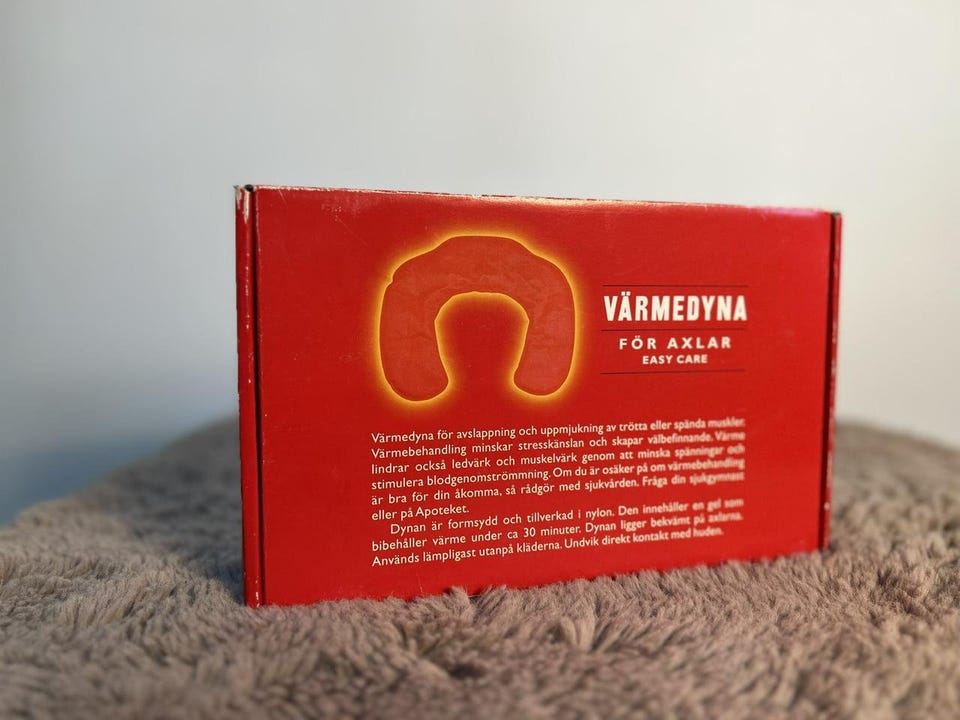 VÄRMEDYNA
FÖR AXLAR
EASY CARE
Värmedyna för avslappning och uppmjukning av trötta eller spända muskler.
Värmebehandling minskar stresskänslan och skapar välbefinnande. Värme
lindrar också ledvärk och muskelvärk genom att minska spänningar och
stimulera blodgenomströmmning. Om du är osäker på om värmebehandling
är bra för din åkomma, så rådgör med sjukvården. Fråga din sjukgymnast
eller på Apoteket.
Dynan är formsydd och tillverkad i nylon. Den innehåller en gel som
bibehåller värme under ca 30 minuter. Dynan ligger bekvämt på axlarna.
Används lämpligast utanpå kläderna. Undvik direkt kontakt med huden.